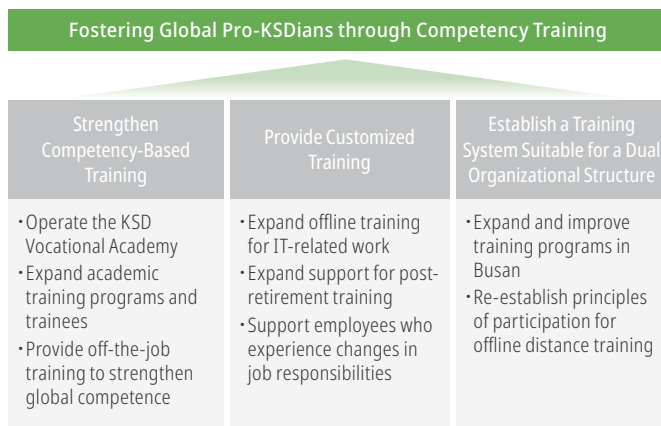 Fostering Global Pro-KSDians through Competency Training
Strengthen
Competency-Based
Training
・Operate the KSD
Vocational Academy
・Expand academic
training programs and
trainees
・Provide off-the-job
training to strengthen
global competence
Provide Customized
Training
・Expand offline training
for IT-related work
・Expand support for post-
retirement training
・Support employees who
experience changes in
job responsibilities
Establish a Training
System Suitable for a Dual
Organizational Structure
・Expand and improve
training programs in
Busan
・Re-establish principles
of participation for
offline distance training